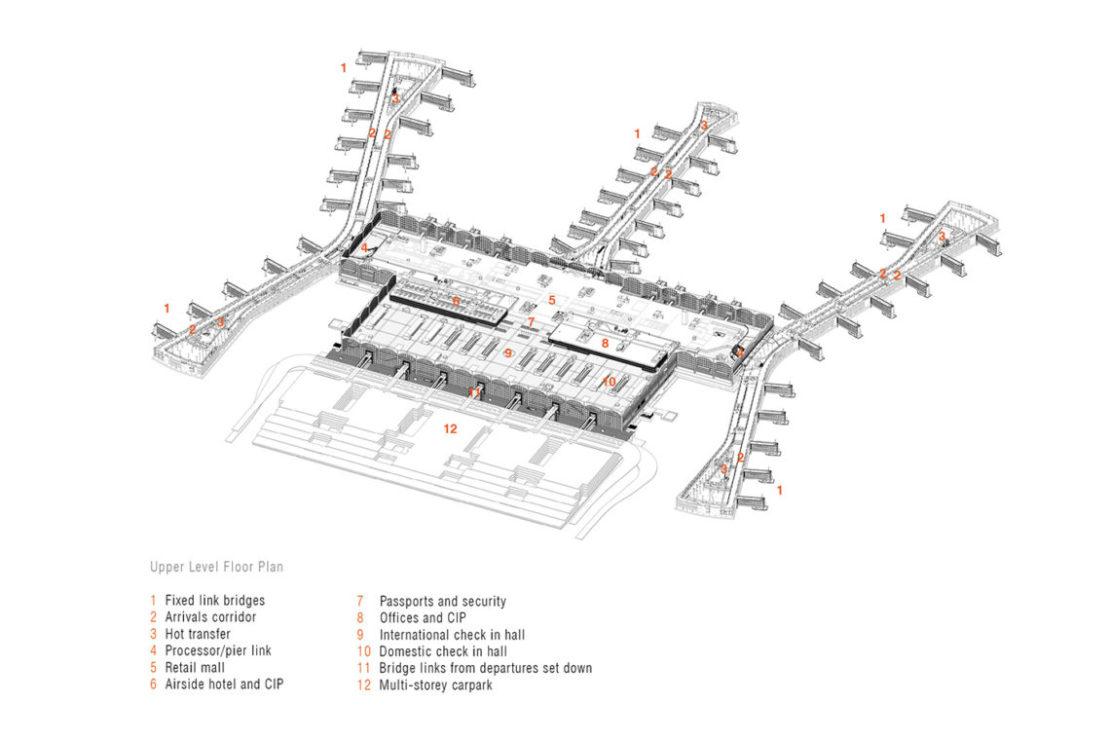 1
3
2 2
1
3
2 2
1
3
2 2
4
1
2 3
6
5
7
8
9
10
4
11
12
2
3
1
Upper Level Floor Plan
1 Fixed link bridges
2 Arrivals corridor
3 Hot transfer
4 Processor/pier link
5 Retail mall
6 Airside hotel and CIP
7 Passports and security
8 Offices and CIP
9 International check in hall
10 Domestic check in hall
11 Bridge links from departures set down
12 Multi-storey carpark